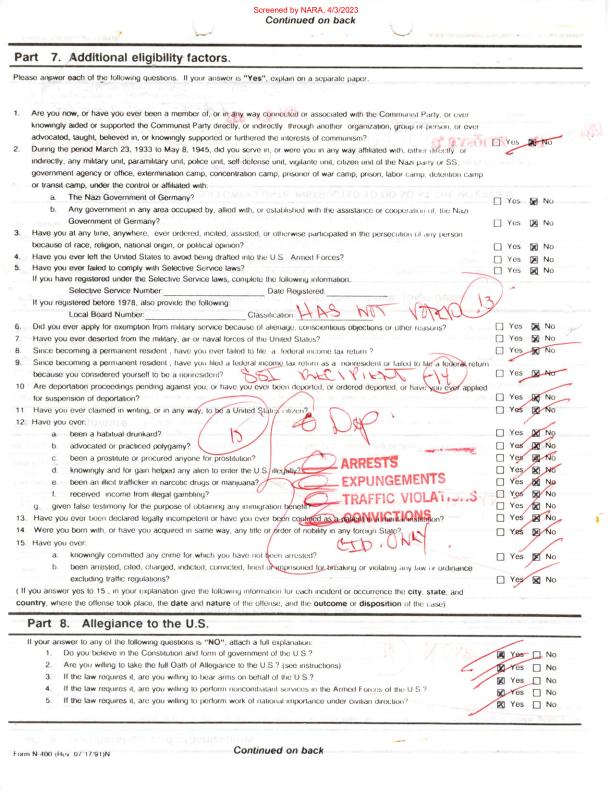 Screened by NARA, 4/3/2023
Continued on back
Part 7. Additional eligibility factors.
Please answer each of the following questions. If your answer is "Yes", explain on a separate paper.
1. Are you now, or have you ever been a member of, or in any way connected or associated with the Communist Party, or ever
knowingly aided or supported the Communist Party directly, or indirectly through another organization, group or person, or ever
advocated, taught, believed in, or knowingly supported or furthered the interests of communism? Yes No
2. During the period March 23, 1933 to May 8, 1945, did you serve in, or were you in any way affiliated with, either directly or
indirectly, any military unit, paramilitary unit, police unit, self-defense unit, vigilante unit, citizen unit of the Nazi party or SS,
government agency or office, extermination camp, concentration camp, prisoner of war camp, prison, labor camp, detention camp
or transit camp, under the control or affiliated with:
a. The Nazi Government of Germany? Yes No
b. Any government in any area occupied by, allied with, or established with the assistance or cooperation of, the Nazi
Government of Germany? Yes No
3. Have you at any time, anywhere, ever ordered, incited, assisted, or otherwise participated in the persecution of any person
because of race, religion, national origin, or political opinion? Yes No
4. Have you ever left the United States to avoid being drafted into the U.S. Armed Forces? Yes No
5. Have you ever failed to comply with Selective Service laws? Yes No
If you have registered under the Selective Service laws, complete the following information.
Selective Service Number: Date Registered:
If you registered before 1978, also provide the following:
Local Board Number: Classification: HAS NOT VOTED 13
6. Did you ever apply for exemption from military service because of alienage, conscientious objections or other reasons? Yes No
7. Have you ever deserted from the military, air or naval forces of the United States? Yes No
8. Since becoming a permanent resident, have you ever failed to file a federal income tax return? Yes No
9. Since becoming a permanent resident, have you filed a federal income tax return as a nonresident or failed to file a federal return
because you considered yourself to be a nonresident? SSI RECIPIENT Yes No
10 Are deportation proceedings pending against you, or have you ever been deported, or ordered deported, or have you ever applied
for suspension of deportation? Yes No
11 Have you ever claimed in writing, or in any way, to be a United States citizen? Yes No
12. Have you ever:
a. been a habitual drunkard? Yes No
b. advocated or practiced polygamy? Yes No
c. been a prostitute or procured anyone for prostitution? Yes No
d. knowingly and for gain helped any alien to enter the U.S. illegally? Yes No
e. been an illicit trafficker in narcotic drugs or marijuana? Yes No
f. received income from illegal gambling? Yes No
g. given false testimony for the purpose of obtaining any immigration benefit? Yes No
15
Dep
ARRESTS
EXPUNGEMENTS
TRAFFIC VIOLATIONS
CONVICTIONS
13. Have you ever been declared legally incompetent or have you ever been confined as a patient in a mental institution? Yes No
14 Were you born with, or have you acquired in same way, any title or order of nobility in any foreign State? Yes No
15. Have you ever:
ONLY
a. knowingly committed any crime for which you have not been arrested? Yes No
b. been arrested, cited, charged, indicted, convicted, fined or imprisoned for breaking or violating any law or ordinance
excluding traffic regulations? Yes No
( If you answer yes to 15 , in your explanation give the following information for each incident or occurrence the city, state, and
country, where the offense took place, the date and nature of the offense, and the outcome or disposition of the case).
Part 8. Allegiance to the U.S.
If your answer to any of the following questions is "NO", attach a full explanation:
1. Do you believe in the Constitution and form of government of the U.S.? Yes No
2. Are you willing to take the full Oath of Allegiance to the U.S.? (see instructions) Yes No
3. If the law requires it, are you willing to bear arms on behalf of the U.S.? Yes No
4. If the law requires it, are you willing to perform noncombatant services in the Armed Forces of the U.S.? Yes No
5. If the law requires it, are you willing to perform work of national importance under civilian direction? Yes No
Form N-400 (Rev. 07/17/91)N
Continued on back